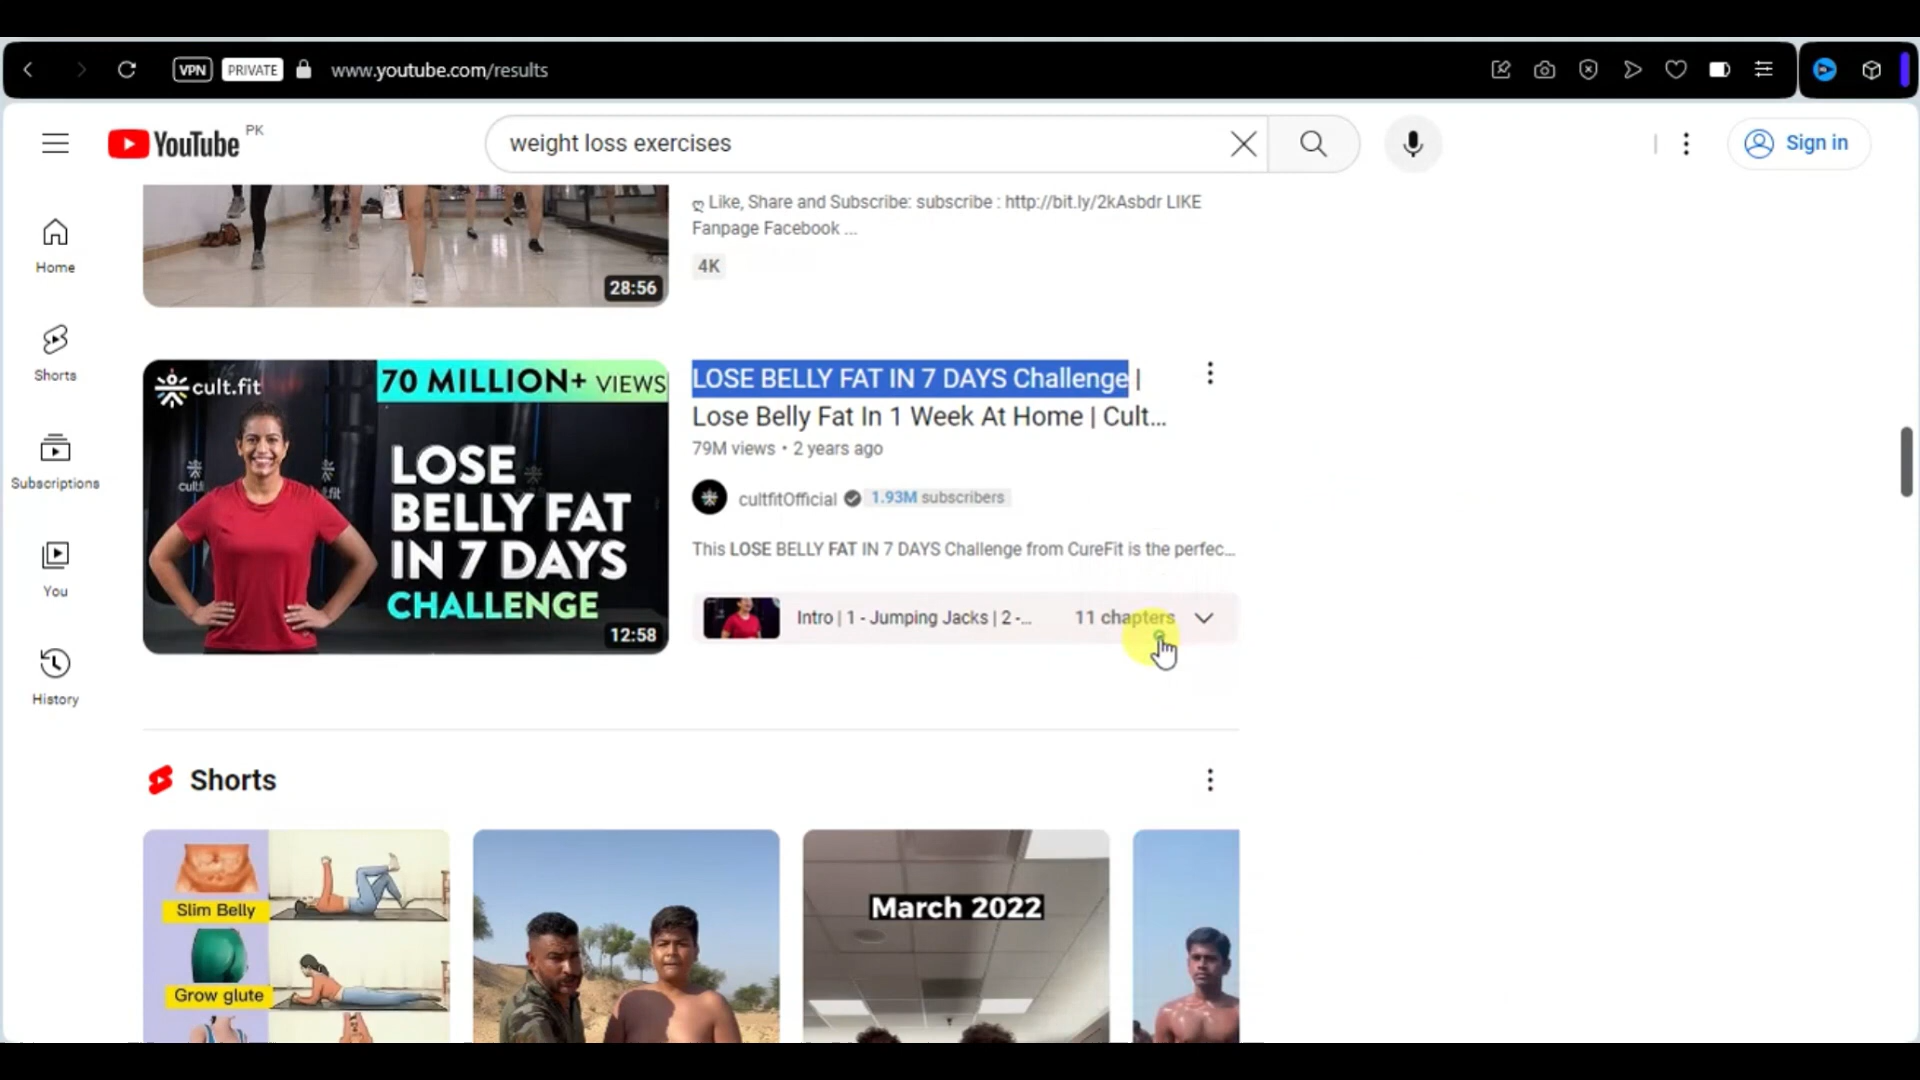 VPN PRIVATE www.youtube.com/results
YouTube PK
weight loss exercises
Sign in
Home
Shorts
Subscriptions
You
History
28:56
ღ Like, Share and Subscribe: subscribe : http://bit.ly/2kAsbdr LIKE
Fanpage Facebook ...
4K
cult.fit
70 MILLION+ VIEWS
LOSE
BELLY FAT
IN 7 DAYS
CHALLENGE
12:58
LOSE BELLY FAT IN 7 DAYS Challenge |
Lose Belly Fat In 1 Week At Home | Cult...
79M views • 2 years ago
cultfitOfficial 1.93M subscribers
This LOSE BELLY FAT IN 7 DAYS Challenge from CureFit is the perfec...
Intro | 1 - Jumping Jacks | 2 -... 11 chapters
Shorts
Slim Belly
Grow glute
March 2022